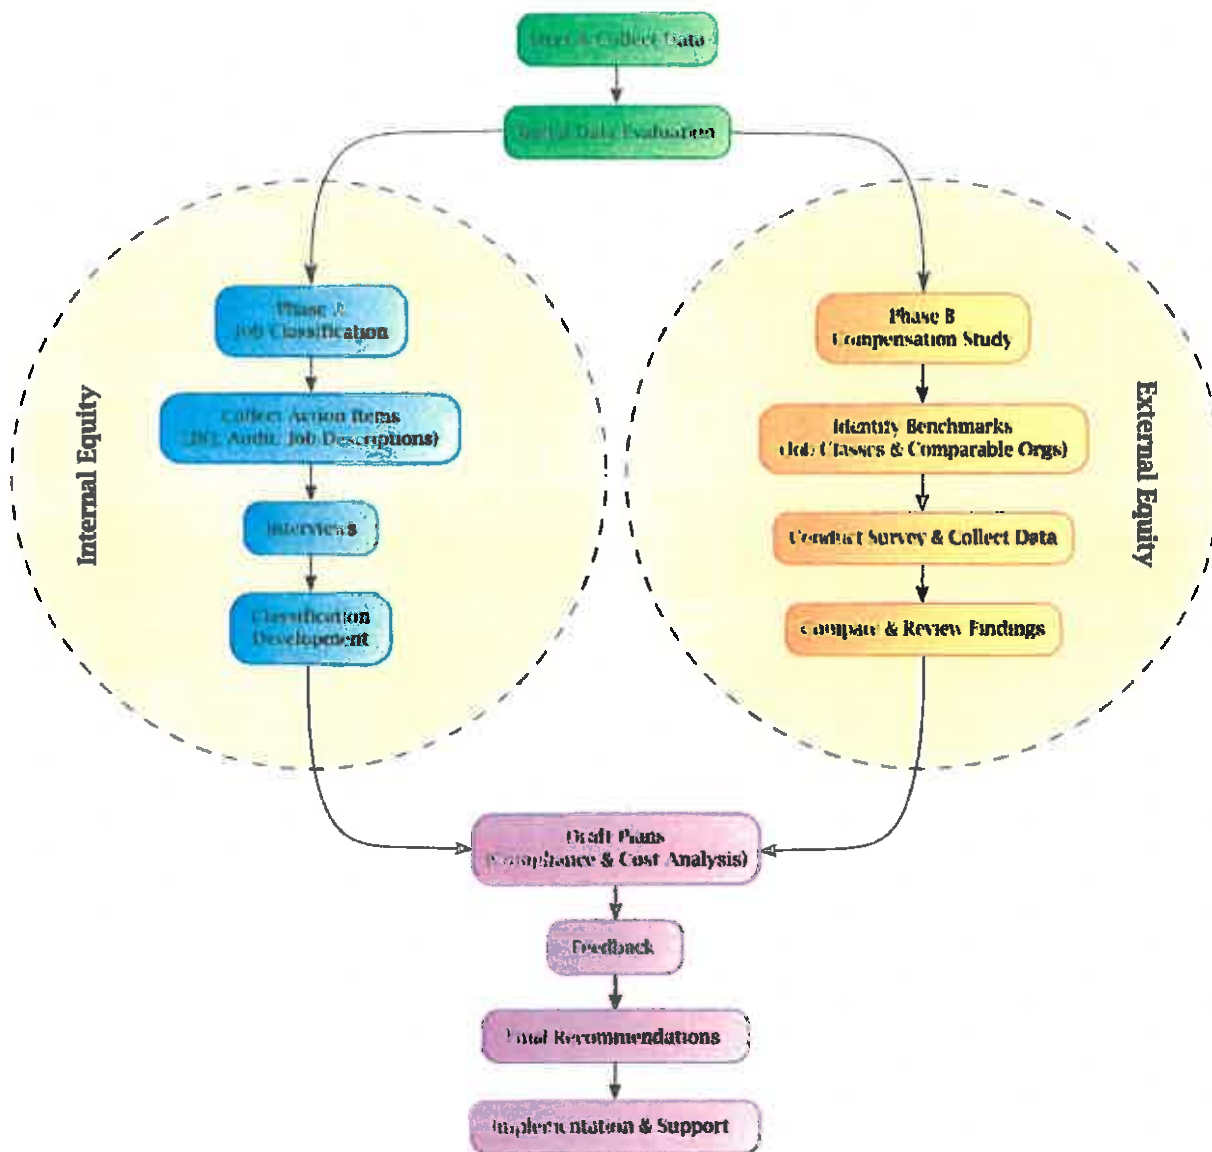 & Collect Data
Initial Data Evaluation
Internal Equity
Phase A
Job Classification
Collect Action Items
Audit, Job Descriptions)
Interviews
Classification
Development
External Equity
Phase B
Compensation Study
Identify Benchmarks
(Job Classes & Comparable Orgs)
Conduct Survey & Collect Data
Compare & Review Findings
Draft Plans
(Compliance & Cost Analysis)
Feedback
Final Recommendations
Implementation & Support